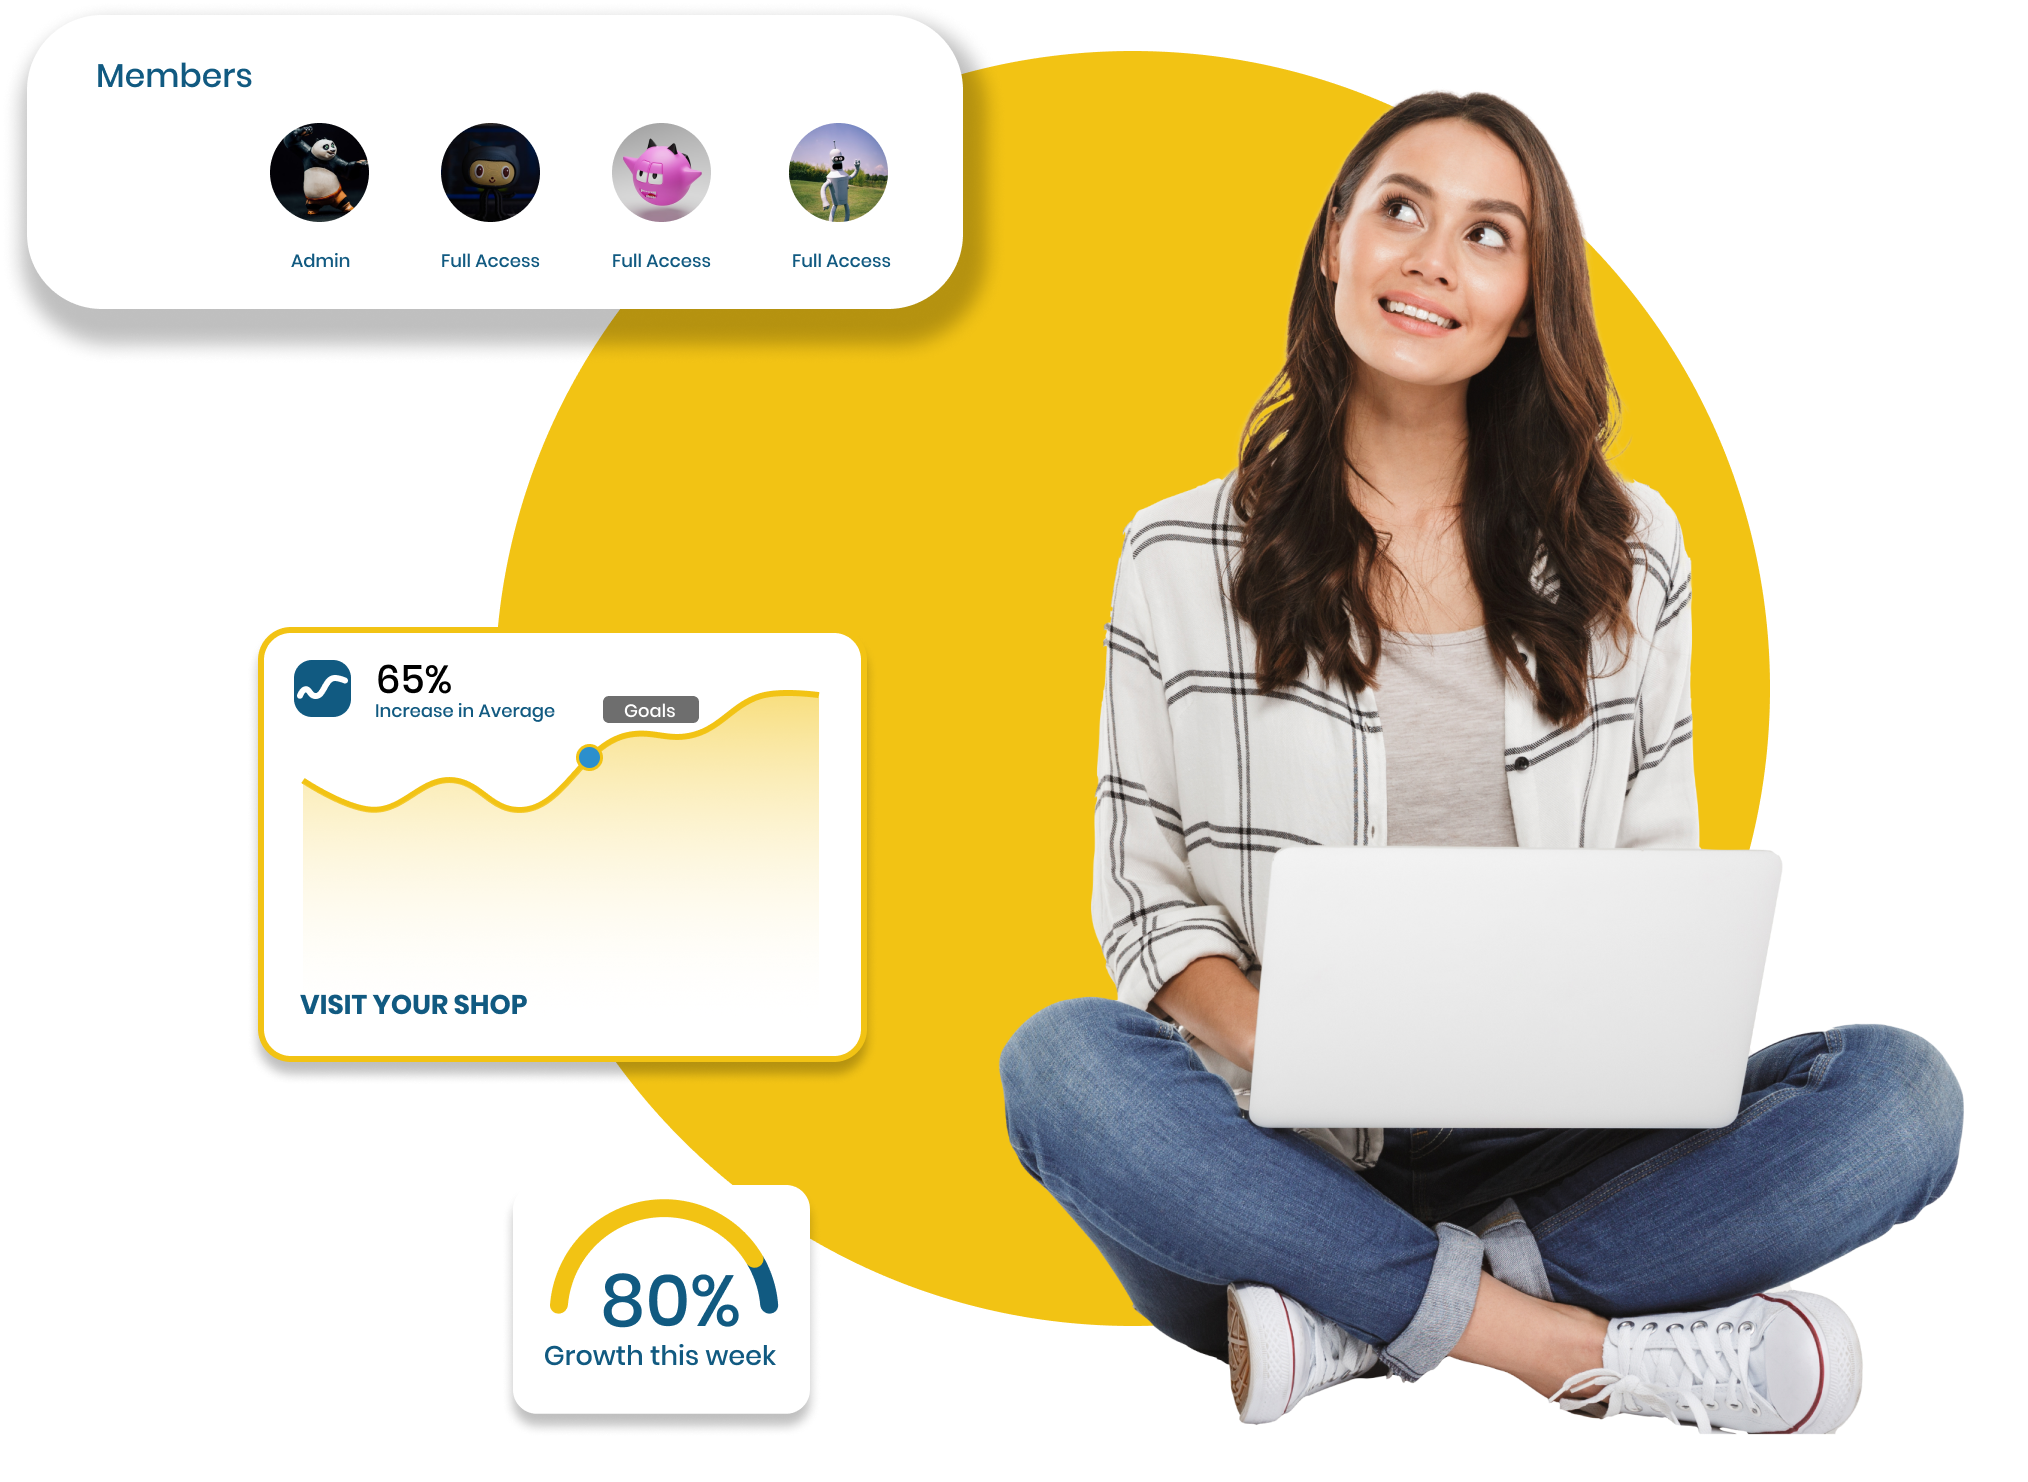 Members
Admin Full Access Full Access Full Access
65%
Increase in Average
Goals
VISIT YOUR SHOP
80%
Growth this week